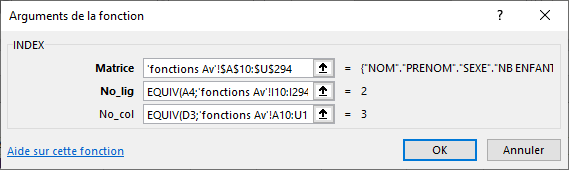 Arguments de la fonction
? ×
INDEX
Matrice 'fonctions Av'!$A$10:$U$294 = {"NOM"."PRENOM"."SEXE"."NB ENFANT
No_lig EQUIV(A4;'fonctions Av'!I10:I294 = 2
No_col EQUIV(D3;'fonctions Av'!A10:U1 = 3
Aide sur cette fonction
OK Annuler